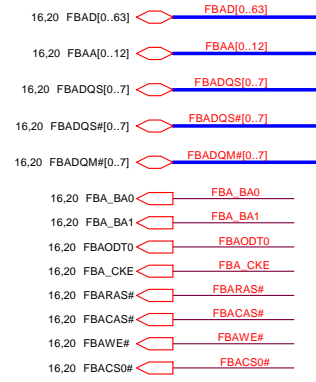 16,20 FBAD[0..63] FBAD[0..63]
16,20 FBAA[0..12] FBAA[0..12]
16,20 FBADQS[0..7] FBADQS[0..7]
16,20 FBADQS#[0..7] FBADQS#[0..7]
16,20 FBADQM#[0..7] FBADQM#[0..7]
16,20 FBA_BA0 FBA_BA0
16,20 FBA_BA1 FBA_BA1
16,20 FBAODT0 FBAODT0
16,20 FBA_CKE FBA_CKE
16,20 FBARAS# FBARAS#
16,20 FBACAS# FBACAS#
16,20 FBAWE# FBAWE#
16,20 FBACS0# FBACS0#